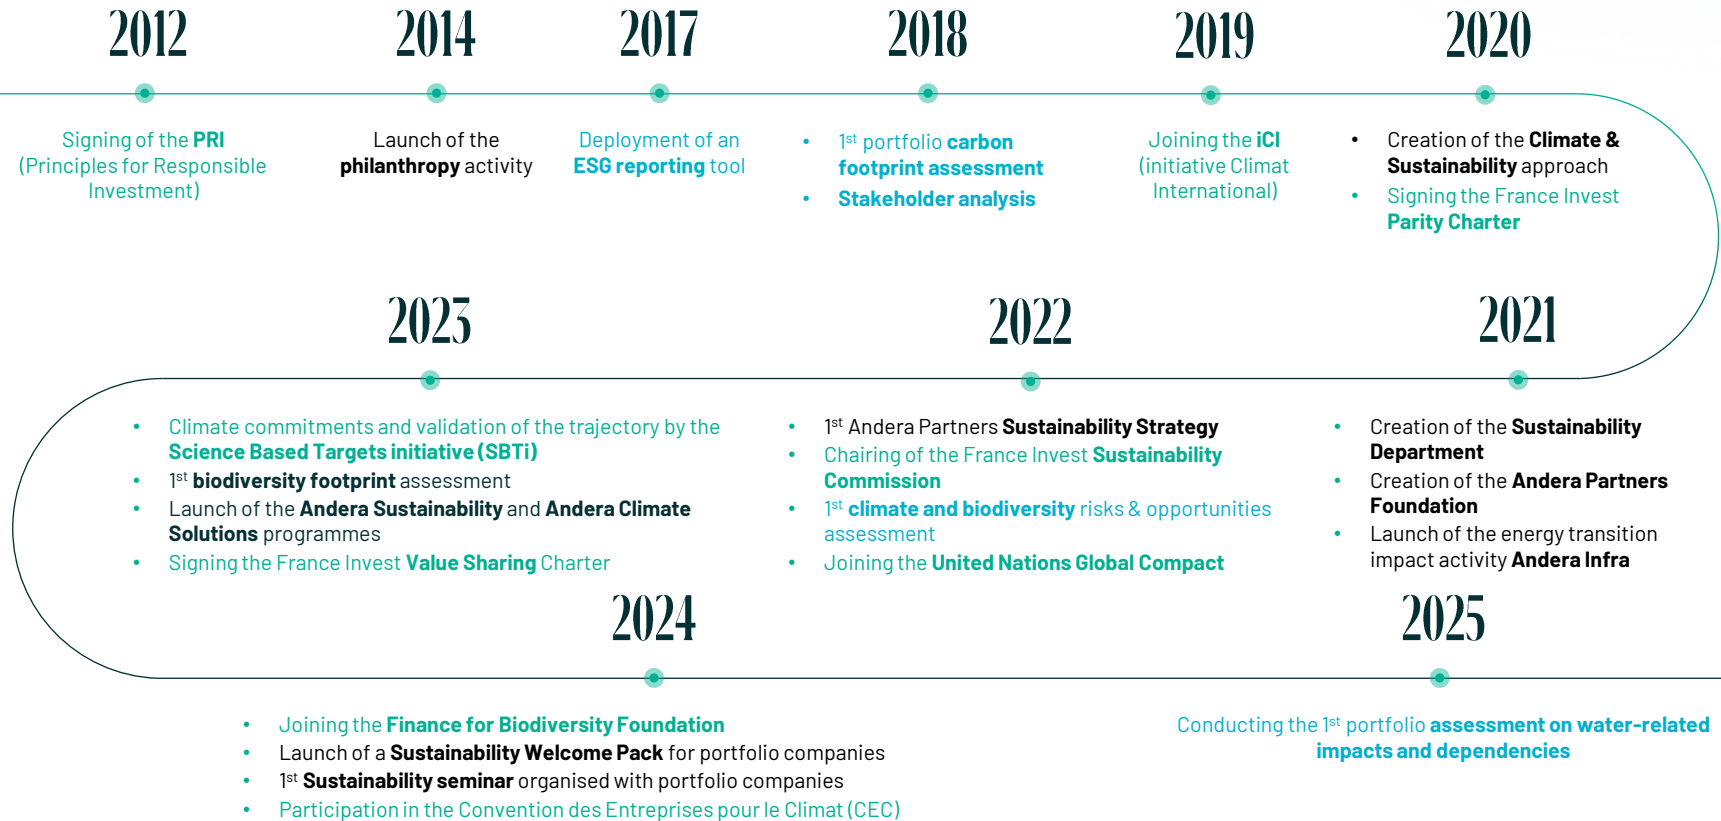 2012
Signing of the PRI
(Principles for Responsible
Investment)
2014
Launch of the
philanthropy activity
2017
Deployment of an
ESG reporting tool
2018
• 1st portfolio carbon
footprint assessment
• Stakeholder analysis
2019
Joining the iCI
(initiative Climat
International)
2020
• Creation of the Climate &
Sustainability approach
• Signing the France Invest
Parity Charter
2021
• Creation of the Sustainability
Department
• Creation of the Andera Partners
Foundation
• Launch of the energy transition
impact activity Andera Infra
2022
• 1st Andera Partners Sustainability Strategy
• Chairing of the France Invest Sustainability
Commission
• 1st climate and biodiversity risks & opportunities
assessment
• Joining the United Nations Global Compact
2023
• Climate commitments and validation of the trajectory by the
Science Based Targets initiative (SBTi)
• 1st biodiversity footprint assessment
• Launch of the Andera Sustainability and Andera Climate
Solutions programmes
• Signing the France Invest Value Sharing Charter
2024
• Joining the Finance for Biodiversity Foundation
• Launch of a Sustainability Welcome Pack for portfolio companies
• 1st Sustainability seminar organised with portfolio companies
• Participation in the Convention des Entreprises pour le Climat (CEC)
2025
Conducting the 1st portfolio assessment on water-related
impacts and dependencies